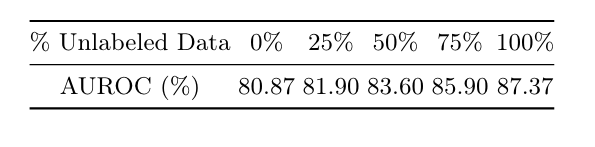 % Unlabeled Data 0% 25% 50% 75% 100%
AUROC (%) 80.87 81.90 83.60 85.90 87.37